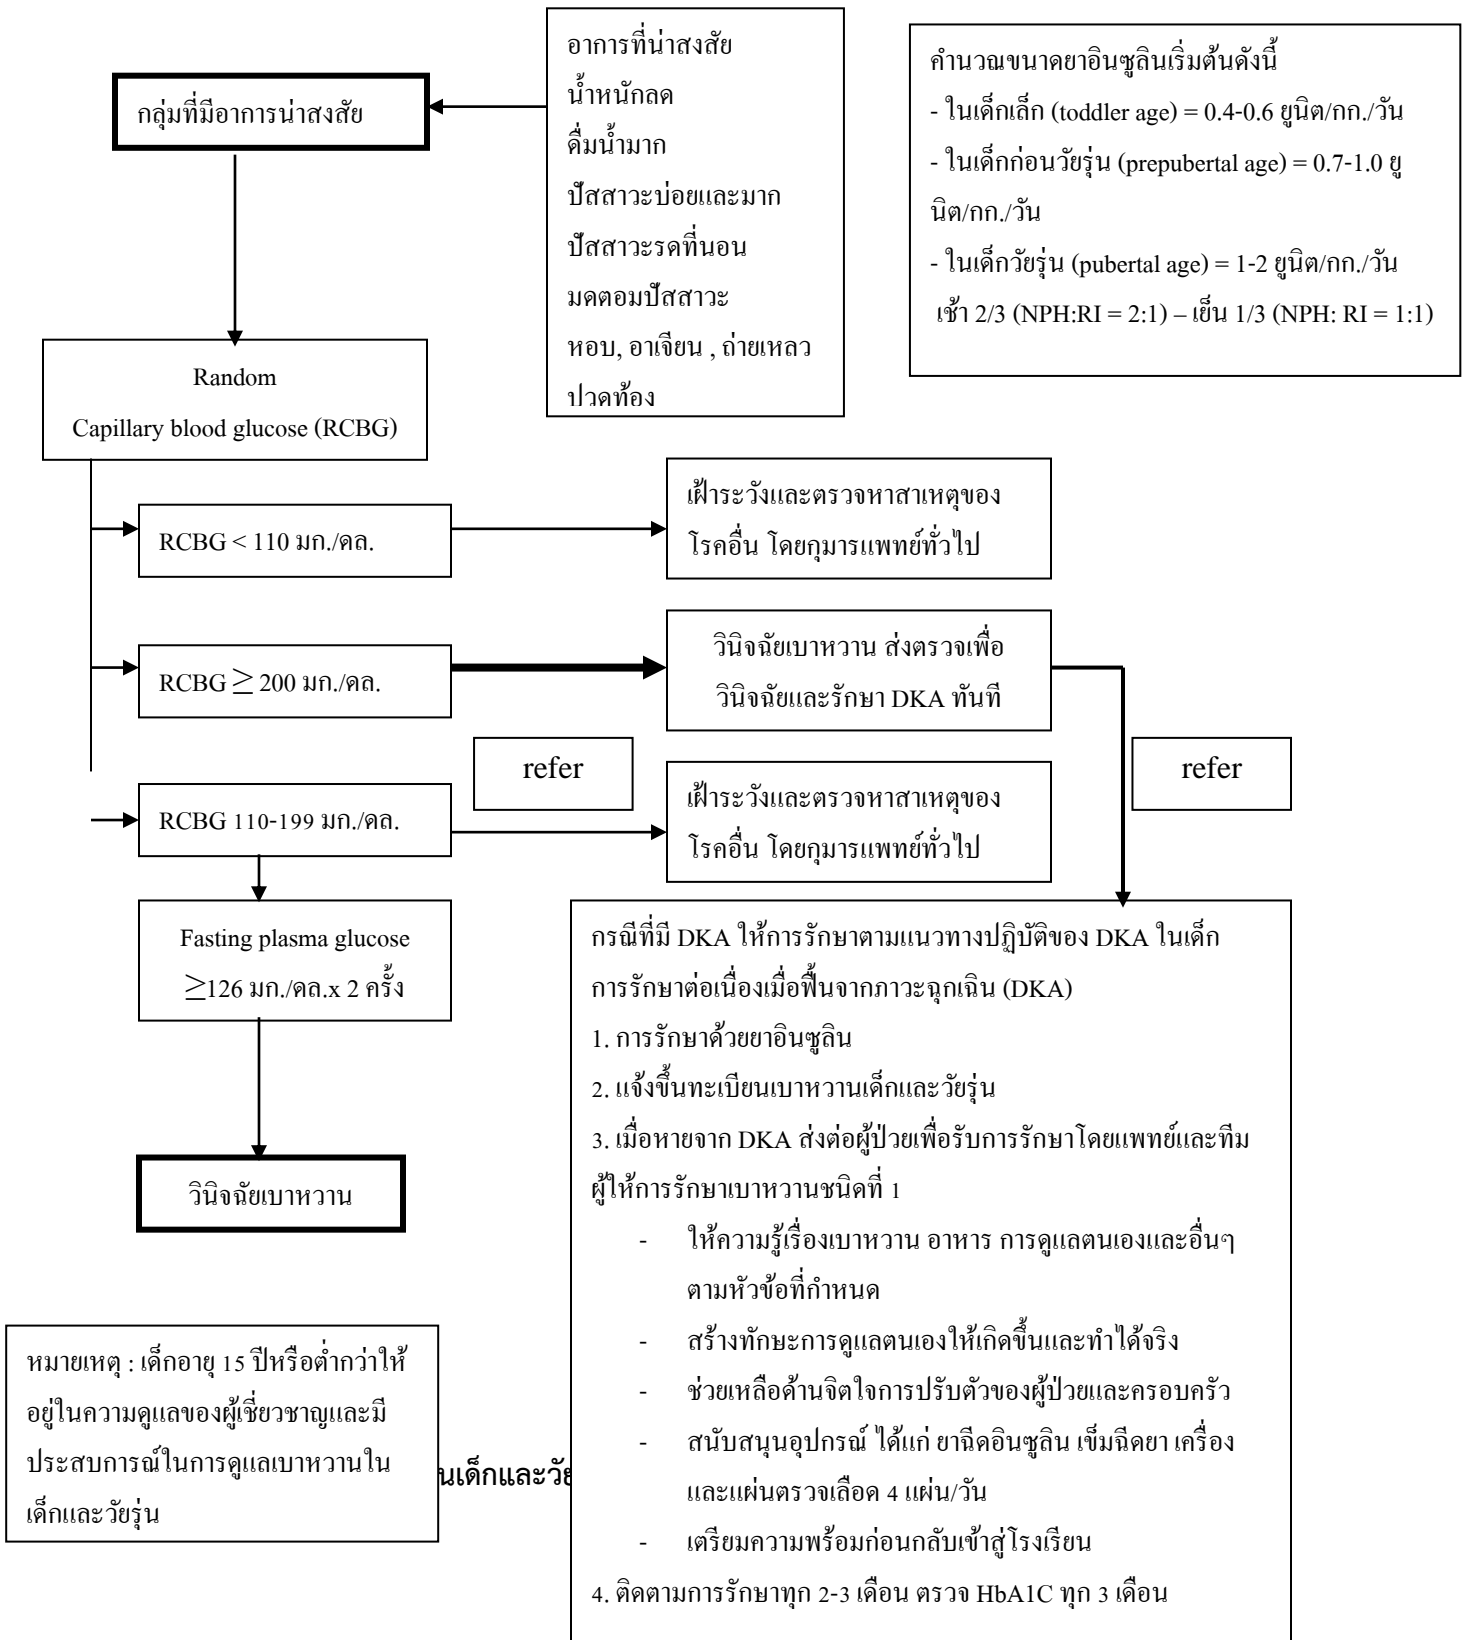 กลุ่มที่มีอาการน่าสงสัย
อาการที่น่าสงสัย
น้ำหนักลด
ดื่มน้ำมาก
ปัสสาวะบ่อยและมาก
ปัสสาวะรดที่นอน
มดตอมปัสสาวะ
หอบ, อาเจียน , ถ่ายเหลว
ปวดท้อง
คำนวณขนาดยาอินซูลินเริ่มต้นดังนี้
- ในเด็กเล็ก (toddler age) = 0.4-0.6 ยูนิต/กก./วัน
- ในเด็กก่อนวัยรุ่น (prepubertal age) = 0.7-1.0 ยู
นิต/กก./วัน
- ในเด็กวัยรุ่น (pubertal age) = 1-2 ยูนิต/กก./วัน
เช้า 2/3 (NPH:RI = 2:1) – เย็น 1/3 (NPH: RI = 1:1)
Random
Capillary blood glucose (RCBG)
RCBG < 110 มก./ดล.
เฝ้าระวังและตรวจหาสาเหตุของ
โรคอื่น โดยกุมารแพทย์ทั่วไป
RCBG ≥ 200 มก./ดล.
วินิจฉัยเบาหวาน ส่งตรวจเพื่อ
วินิจฉัยและรักษา DKA ทันที
refer
refer
RCBG 110-199 มก./ดล.
เฝ้าระวังและตรวจหาสาเหตุของ
โรคอื่น โดยกุมารแพทย์ทั่วไป
Fasting plasma glucose
≥126 มก./ดล.x 2 ครั้ง
วินิจฉัยเบาหวาน
กรณีที่มี DKA ให้การรักษาตามแนวทางปฏิบัติของ DKA ในเด็ก
การรักษาต่อเนื่องเมื่อฟื้นจากภาวะฉุกเฉิน (DKA)
1. การรักษาด้วยยาอินซูลิน
2. แจ้งขึ้นทะเบียนเบาหวานเด็กและวัยรุ่น
3. เมื่อหายจาก DKA ส่งต่อผู้ป่วยเพื่อรับการรักษาโดยแพทย์และทีม
ผู้ให้การรักษาเบาหวานชนิดที่ 1
- ให้ความรู้เรื่องเบาหวาน อาหาร การดูแลตนเองและอื่นๆ
ตามหัวข้อที่กำหนด
- สร้างทักษะการดูแลตนเองให้เกิดขึ้นและทำได้จริง
- ช่วยเหลือด้านจิตใจการปรับตัวของผู้ป่วยและครอบครัว
- สนับสนุนอุปกรณ์ ได้แก่ ยาฉีดอินซูลิน เข็มฉีดยา เครื่อง
และแผ่นตรวจเลือด 4 แผ่น/วัน
- เตรียมความพร้อมก่อนกลับเข้าสู่โรงเรียน
4. ติดตามการรักษาทุก 2-3 เดือน ตรวจ HbA1C ทุก 3 เดือน
หมายเหตุ : เด็กอายุ 15 ปีหรือต่ำกว่าให้
อยู่ในความดูแลของผู้เชี่ยวชาญและมี
ประสบการณ์ในการดูแลเบาหวานใน
เด็กและวัยรุ่น
นเด็กและวัย